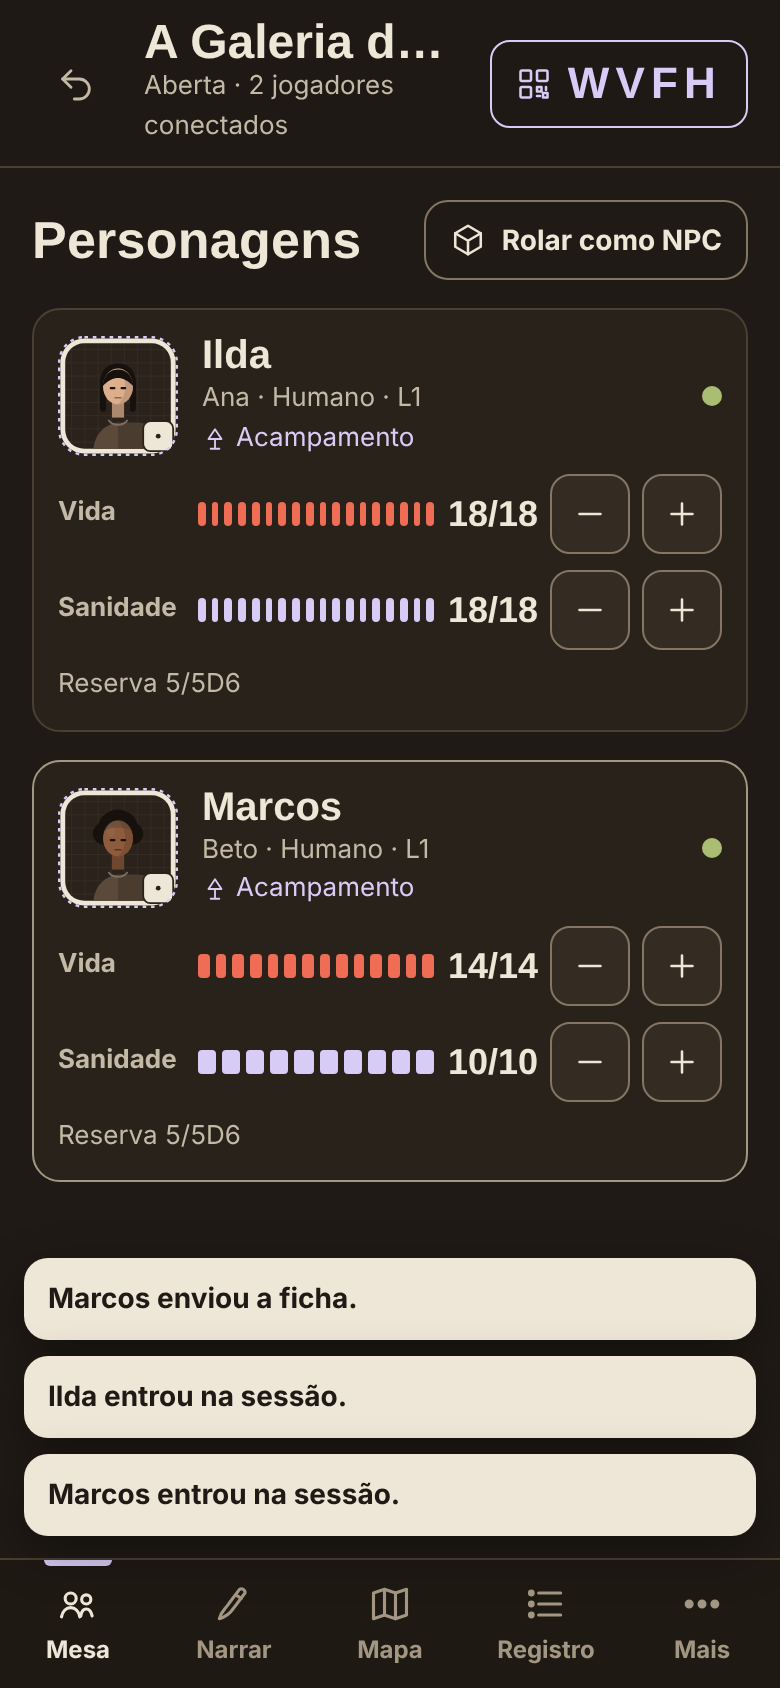 A Galeria d...
Aberta · 2 jogadores
conectados
WVFH
Personagens
Rolar como NPC
Ilda
Ana · Humano · L1
Acampamento
Vida
18/18
Sanidade
18/18
Reserva 5/5D6
Marcos
Beto · Humano · L1
Acampamento
Vida
14/14
Sanidade
10/10
Reserva 5/5D6
Marcos enviou a ficha.
Ilda entrou na sessão.
Marcos entrou na sessão.
Mesa
Narrar
Mapa
Registro
Mais